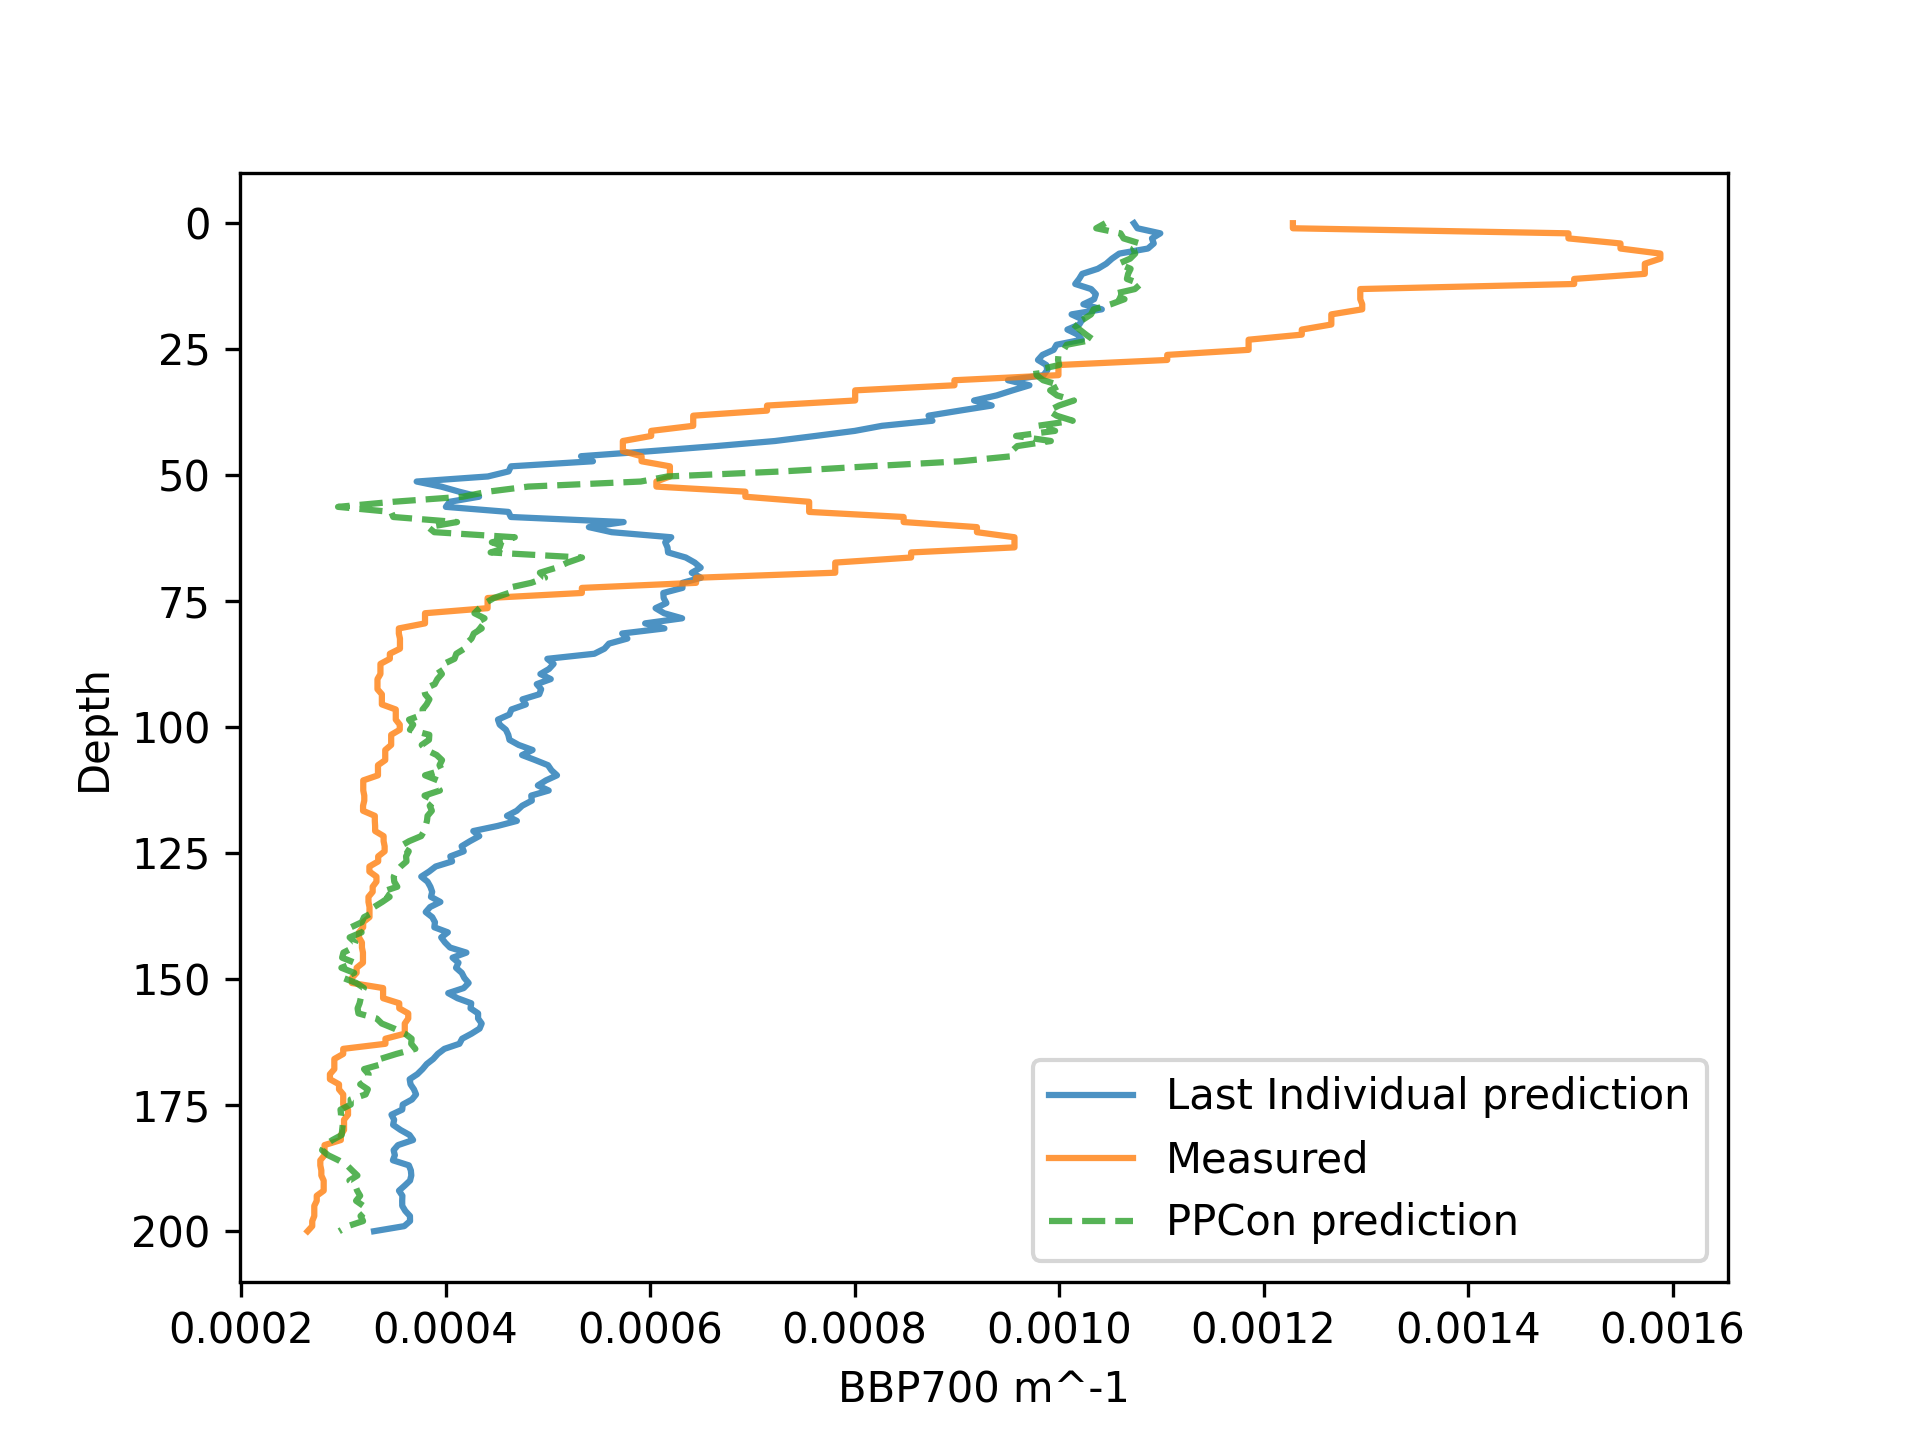 0
25
50
75
100
125
150
175
200
Depth
0.0002 0.0004 0.0006 0.0008 0.0010 0.0012 0.0014 0.0016
BBP700 m^-1
Last Individual prediction
Measured
PPCon prediction